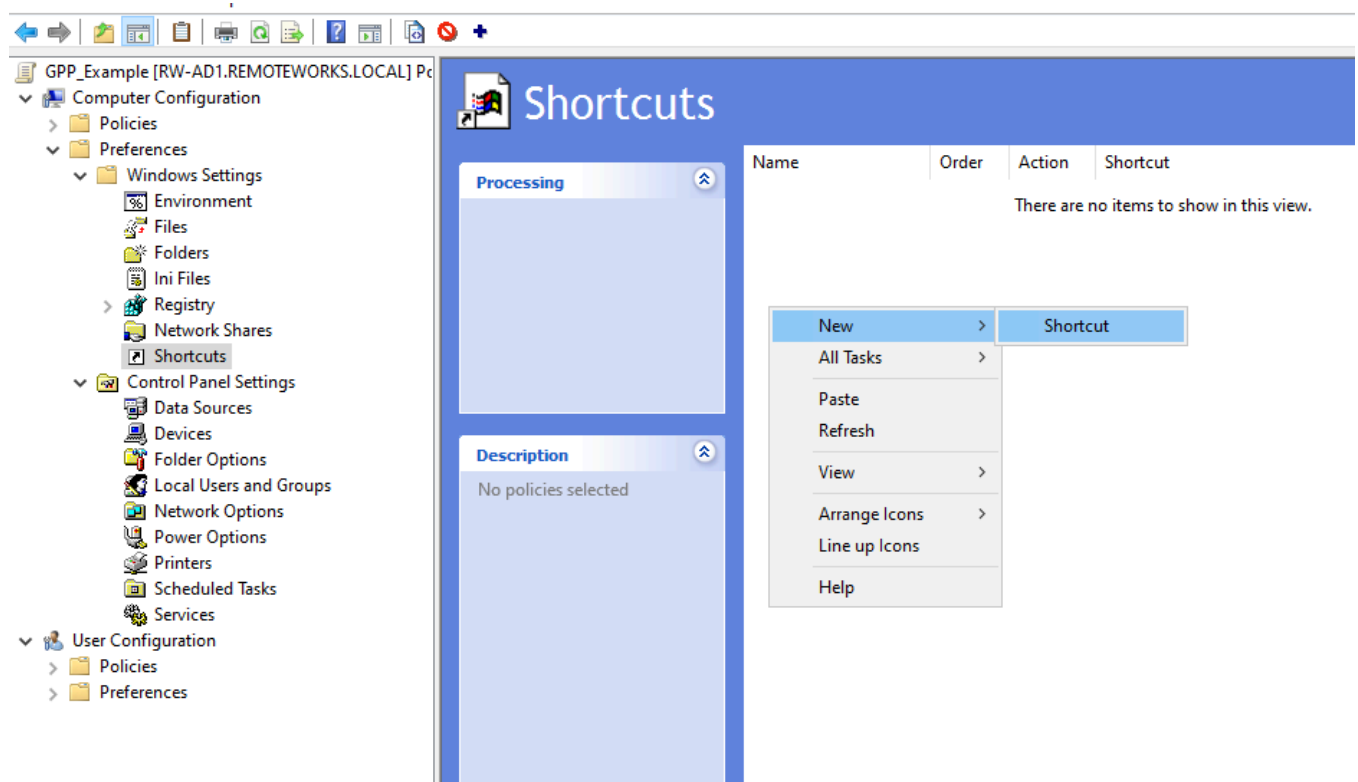 GPP_Example [RW-AD1.REMOTEWORKS.LOCAL] Pc
Computer Configuration
Policies
Preferences
Windows Settings
Environment
Files
Folders
Ini Files
Registry
Network Shares
Shortcuts
Control Panel Settings
Data Sources
Devices
Folder Options
Local Users and Groups
Network Options
Power Options
Printers
Scheduled Tasks
Services
User Configuration
Policies
Preferences
Shortcuts
Processing
Description
No policies selected
Name Order Action Shortcut
There are no items to show in this view.
New
All Tasks
Paste
Refresh
View
Arrange Icons
Line up Icons
Help
Shortcut